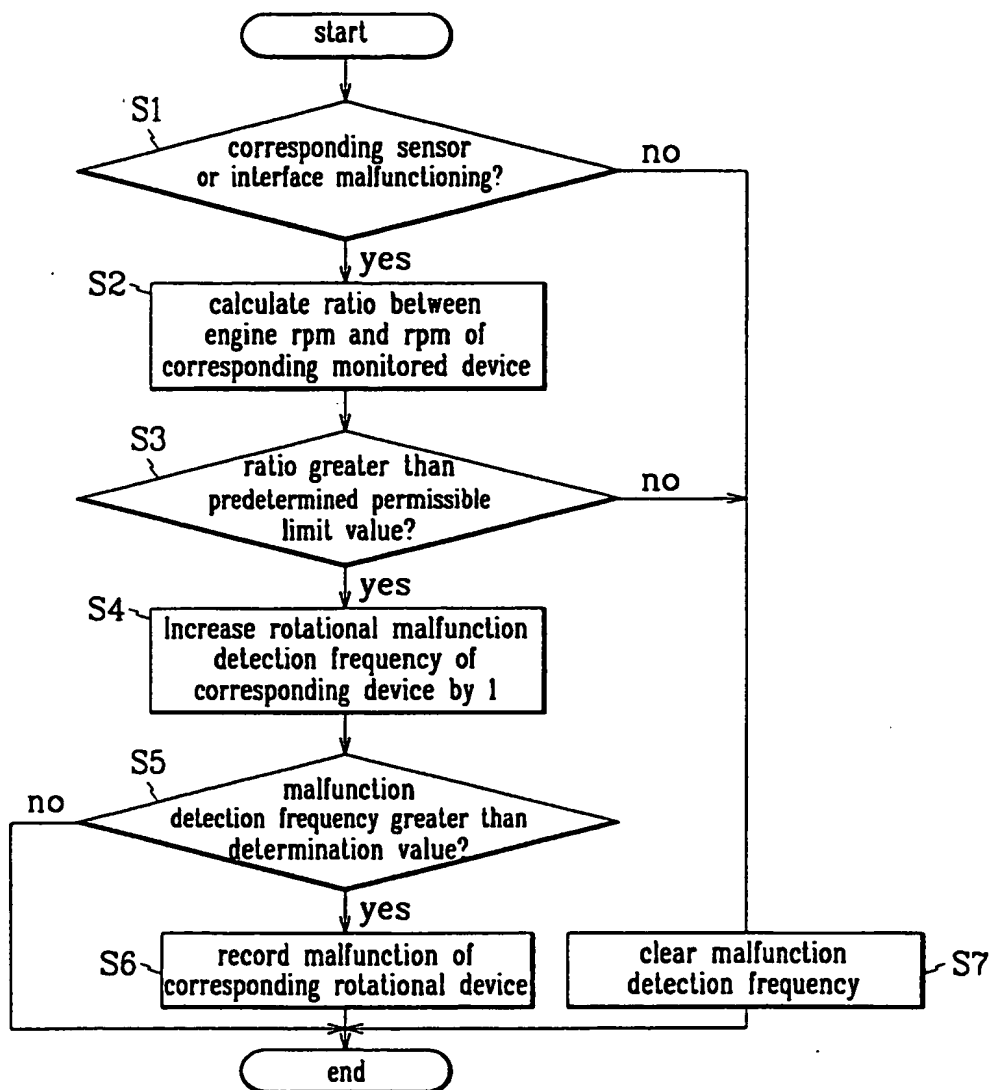 start
S1
corresponding sensor
or interface malfunctioning?
no
yes
S2
calculate ratio between
engine rpm and rpm of
corresponding monitored device
S3
ratio greater than
predetermined permissible
limit value?
no
yes
S4
Increase rotational malfunction
detection frequency of
corresponding device by 1
S5
malfunction
detection frequency greater than
determination value?
no
yes
S6
record malfunction of
corresponding rotational device
clear malfunction
detection frequency
S7
end